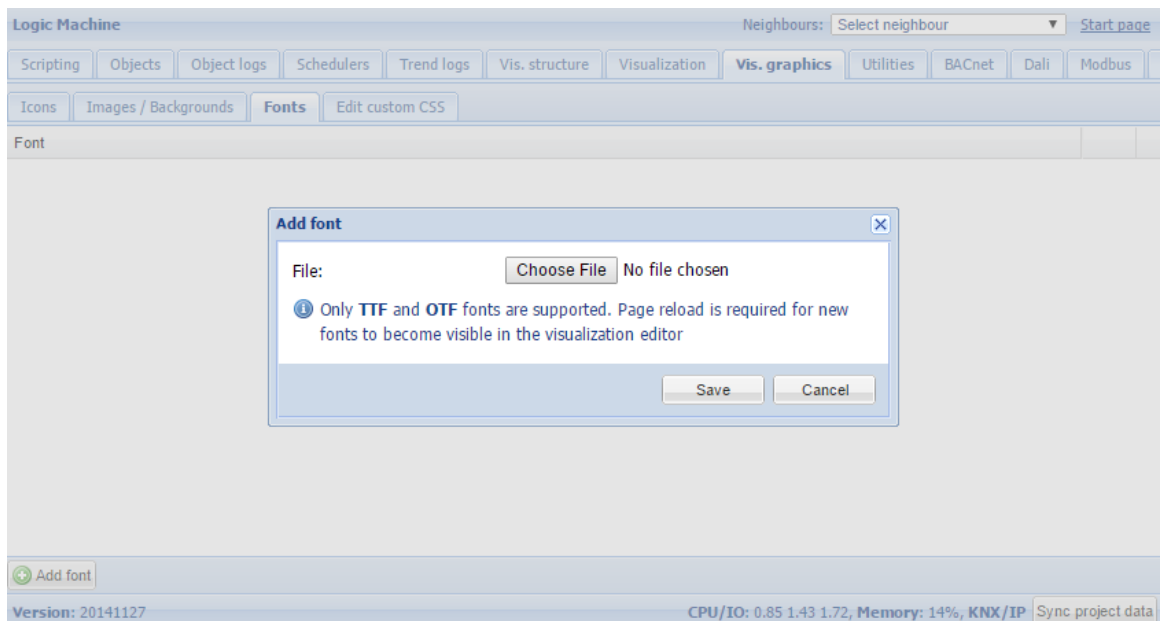 Logic Machine Neighbours: Select neighbour Start page
Scripting Objects Object logs Schedulers Trend logs Vis. structure Visualization Vis. graphics Utilities BACnet Dali Modbus
Icons Images / Backgrounds Fonts Edit custom CSS
Font
Add font
File: Choose File No file chosen
Only TTF and OTF fonts are supported. Page reload is required for new
fonts to become visible in the visualization editor
Save Cancel
Add font
Version: 20141127 CPU/IO: 0.85 1.43 1.72, Memory: 14%, KNX/IP Sync project data